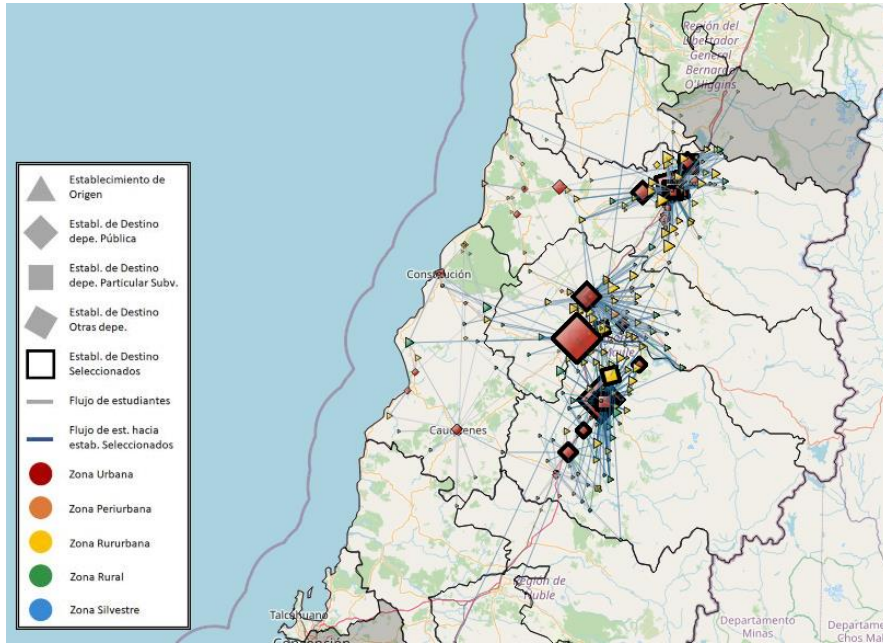 Región del
Libertador
General
Bernardo
O'Higgins
Establecimiento de
Origen
Establ. de Destino
depe. Pública
Establ. de Destino
depe. Particular Subv.
Establ. de Destino
Otras depe.
Establ. de Destino
Seleccionados
Flujo de estudiantes
Flujo de est. hacia
estab. Seleccionados
Zona Urbana
Zona Periurbana
Zona Rururbana
Zona Rural
Zona Silvestre
Constitución
Región de
Ñuble
Talcahuano
Concepción
Departamento
Minas